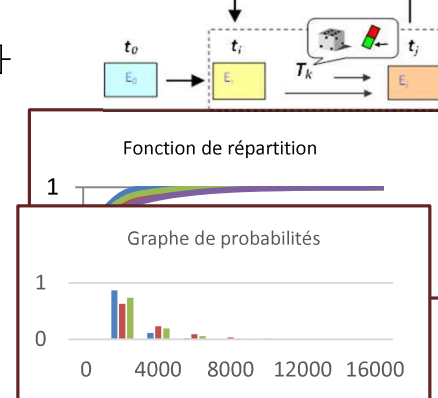 t₀ tᵢ tⱼ
E₀ Eᵢ Tₖ Eⱼ
Fonction de répartition
1
Graphe de probabilités
1
0
0 4000 8000 12000 16000